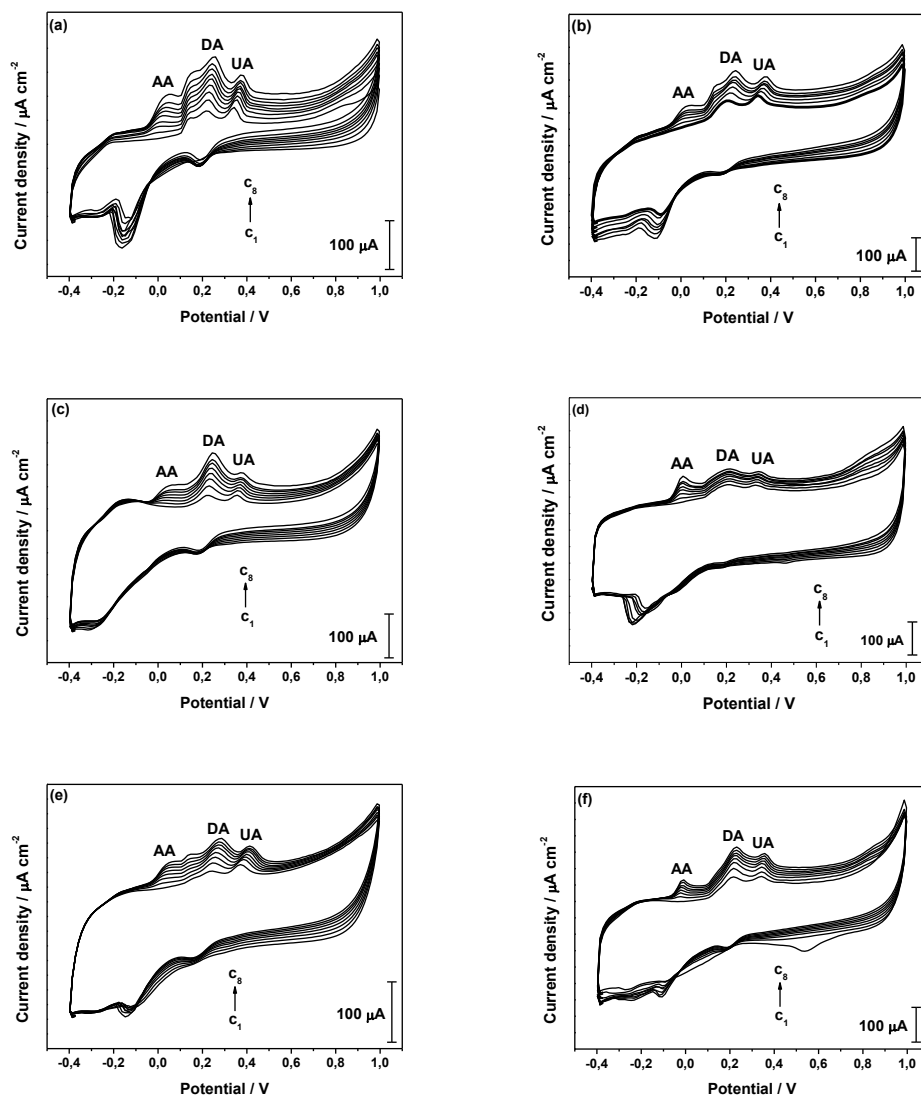 (a)
AA
DA
UA
c8
c1
100 µA
Current density / µA cm-2
-0,4 -0,2 0,0 0,2 0,4 0,6 0,8 1,0
Potential / V
(b)
AA
DA
UA
c8
c1
100 µA
Current density / µA cm-2
-0,4 -0,2 0,0 0,2 0,4 0,6 0,8 1,0
Potential / V
(c)
AA
DA
UA
c8
c1
100 µA
Current density / µA cm-2
-0,4 -0,2 0,0 0,2 0,4 0,6 0,8 1,0
Potential / V
(d)
AA
DA
UA
c8
c1
100 µA
Current density / µA cm-2
-0,4 -0,2 0,0 0,2 0,4 0,6 0,8 1,0
Potential / V
(e)
AA
DA
UA
c8
c1
100 µA
Current density / µA cm-2
-0,4 -0,2 0,0 0,2 0,4 0,6 0,8 1,0
Potential / V
(f)
AA
DA
UA
c8
c1
100 µA
Current density / µA cm-2
-0,4 -0,2 0,0 0,2 0,4 0,6 0,8 1,0
Potential / V